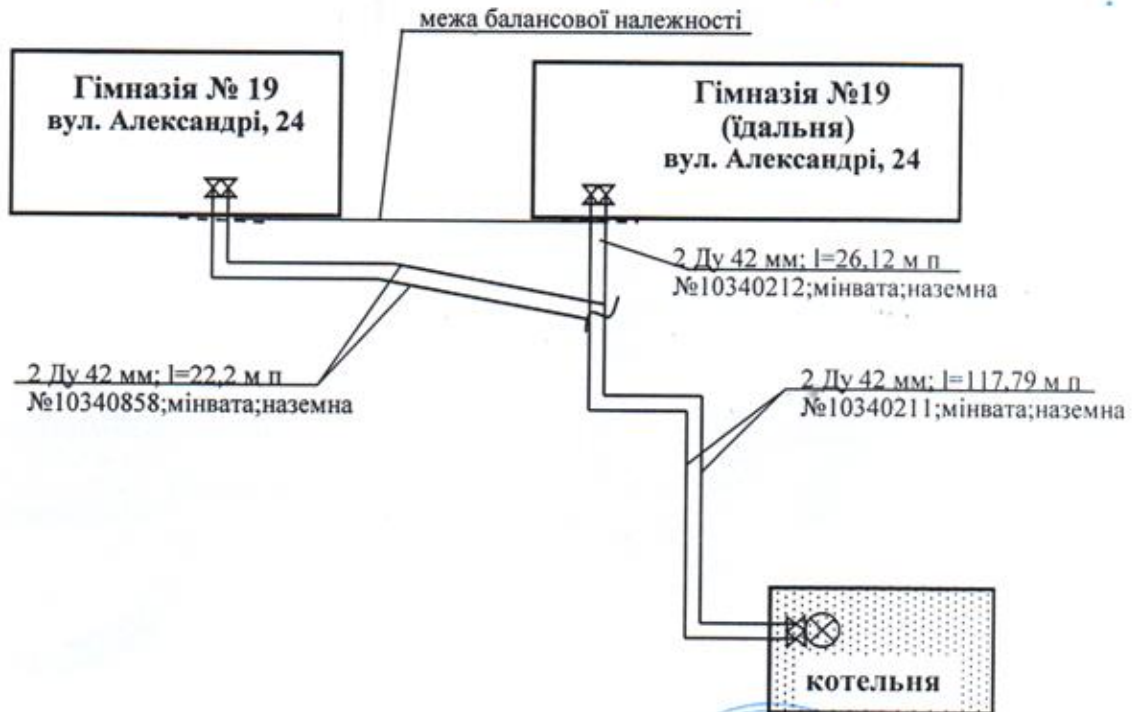 межа балансової належності
Гімназія № 19
вул. Александрі, 24
Гімназія №19
(їдальня)
вул. Александрі, 24
2 Ду 42 мм; l=26,12 м п
№10340212;мінвата;наземна
2 Ду 42 мм; l=22,2 м п
№10340858;мінвата;наземна
2 Ду 42 мм; l=117,79 м п
№10340211;мінвата;наземна
котельня